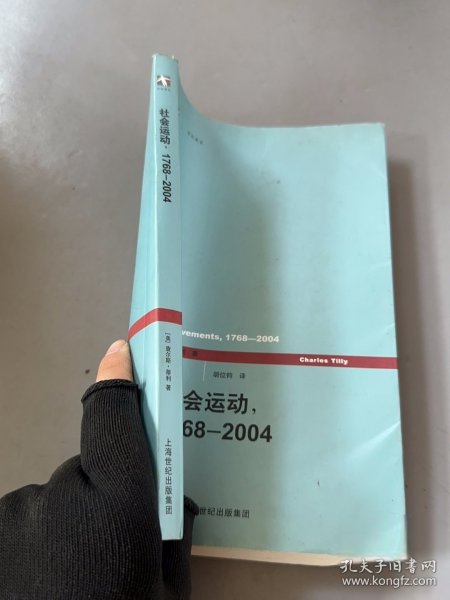 社会运动，1768—2004
[美] 查尔斯·蒂利 著
上海世纪出版集团
vements, 1768—2004
Charles Tilly
胡位钧 译
会运动，
68—2004
世纪出版集团
孔夫子旧书网
www.kongfz.com